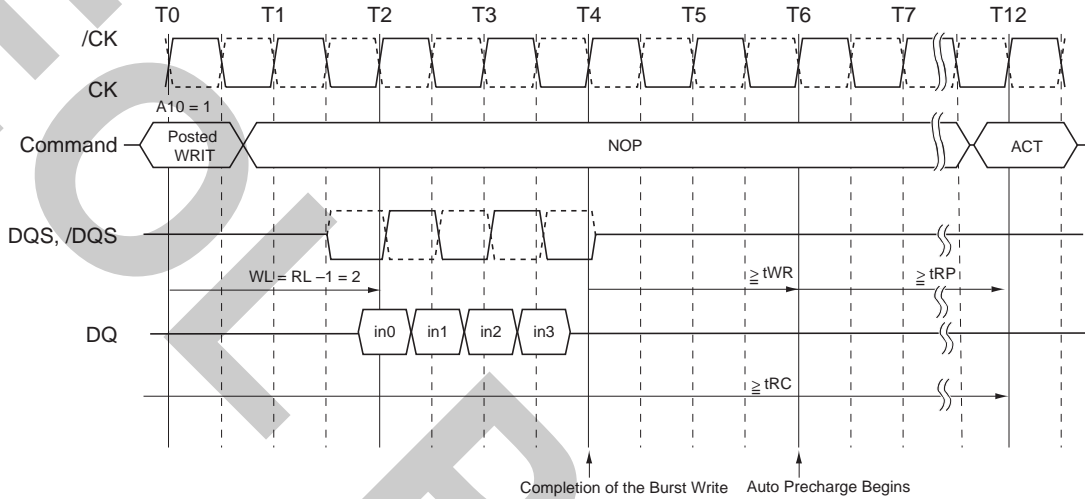 T0 T1 T2 T3 T4 T5 T6 T7 T12
/CK
CK
A10 = 1
Command
Posted
WRIT
NOP
ACT
DQS, /DQS
WL = RL –1 = 2
≧ tWR
≧ tRP
DQ
in0 in1 in2 in3
≧ tRC
Completion of the Burst Write Auto Precharge Begins